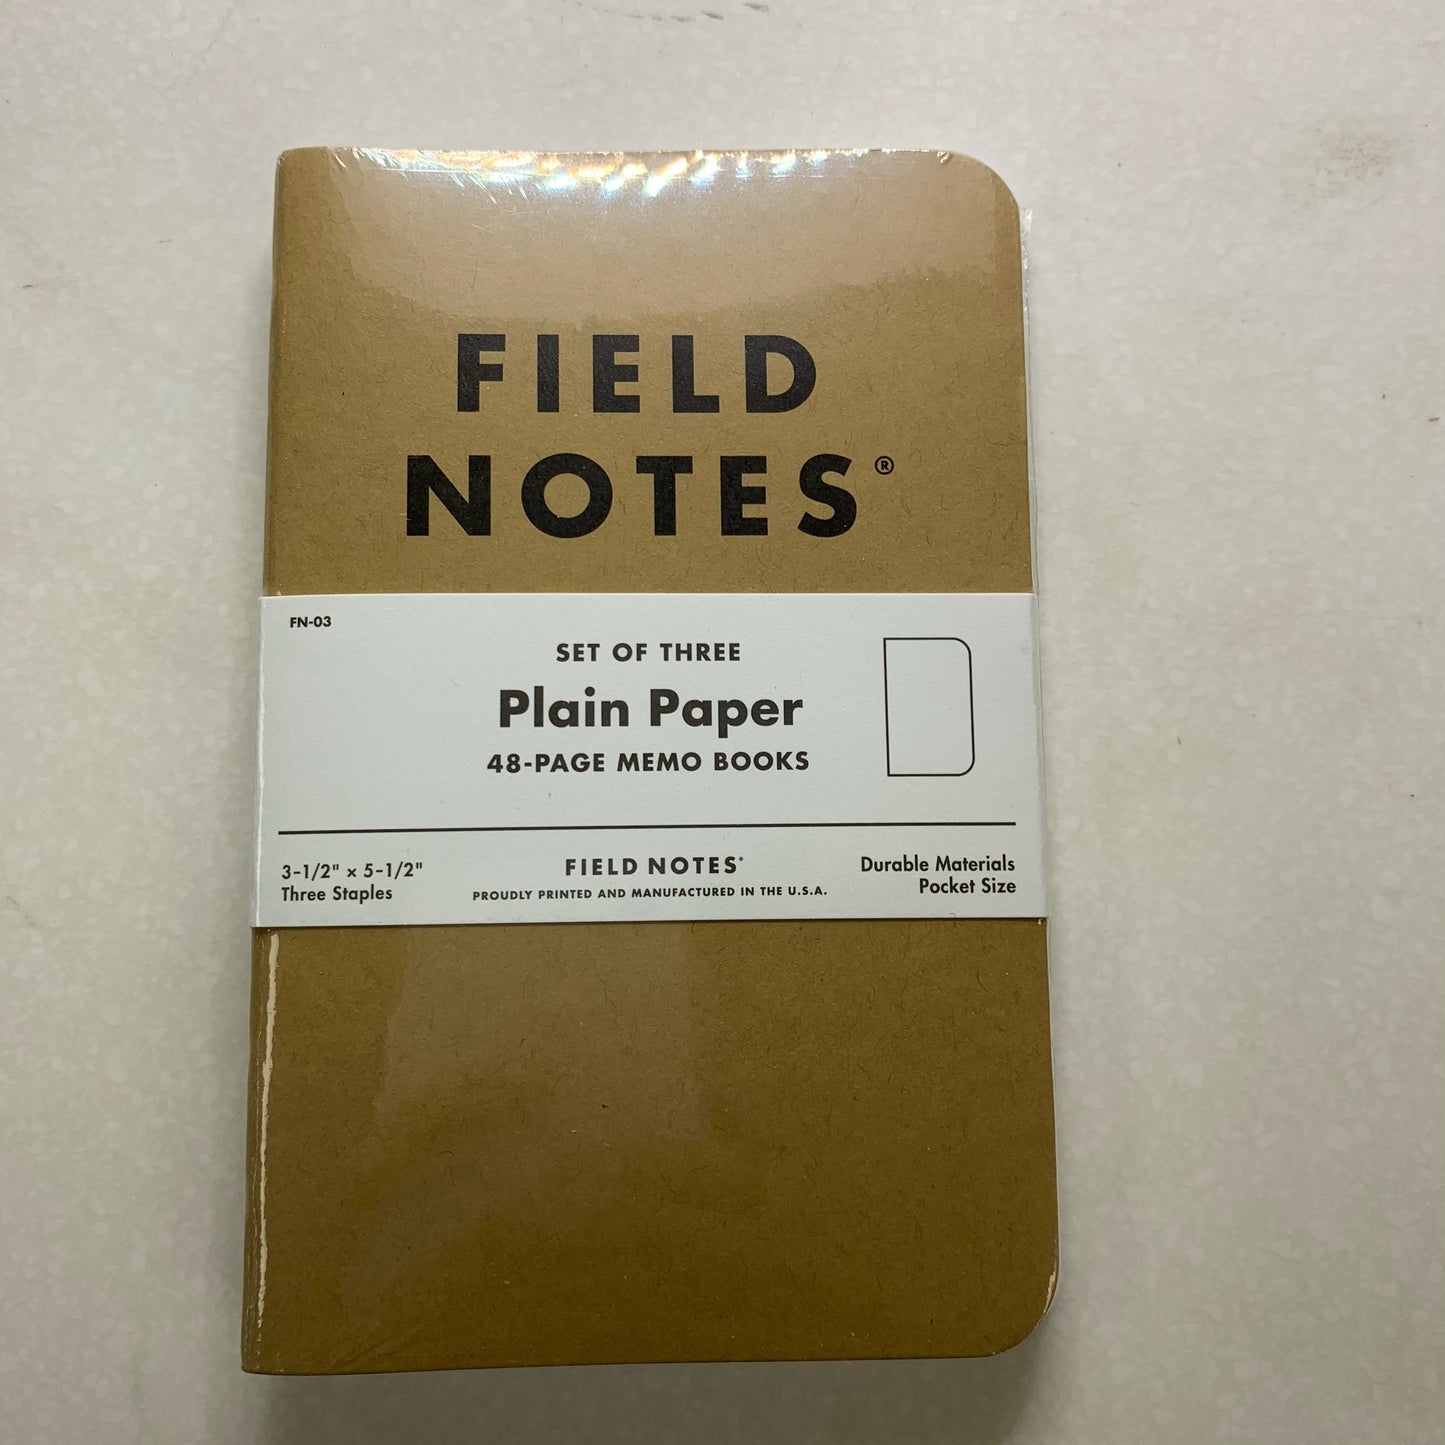 FIELD
NOTES®
FN-03
SET OF THREE
Plain Paper
48-PAGE MEMO BOOKS
3-1/2" × 5-1/2"
Three Staples
FIELD NOTES®
PROUDLY PRINTED AND MANUFACTURED IN THE U.S.A.
Durable Materials
Pocket Size